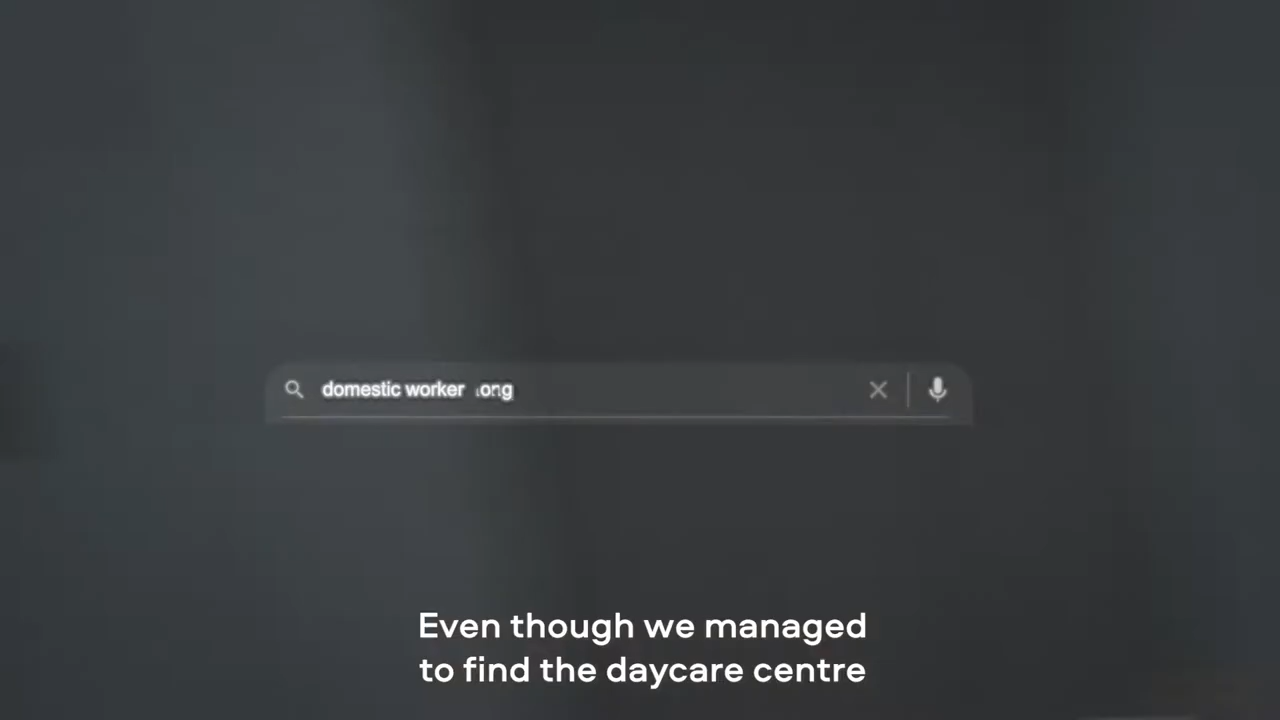 domestic worker
Even though we managed
to find the daycare centre